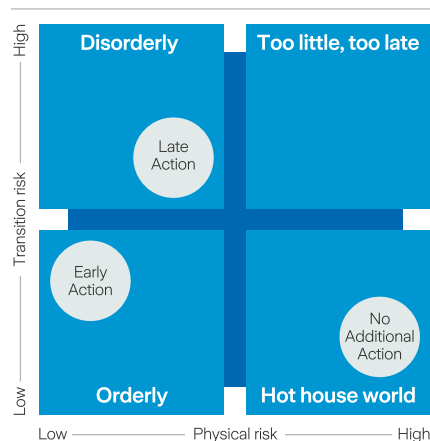 High
Transition risk
Low
Disorderly
Too little, too late
Late
Action
Early
Action
No
Additional
Action
Orderly
Hot house world
Low
Physical risk
High